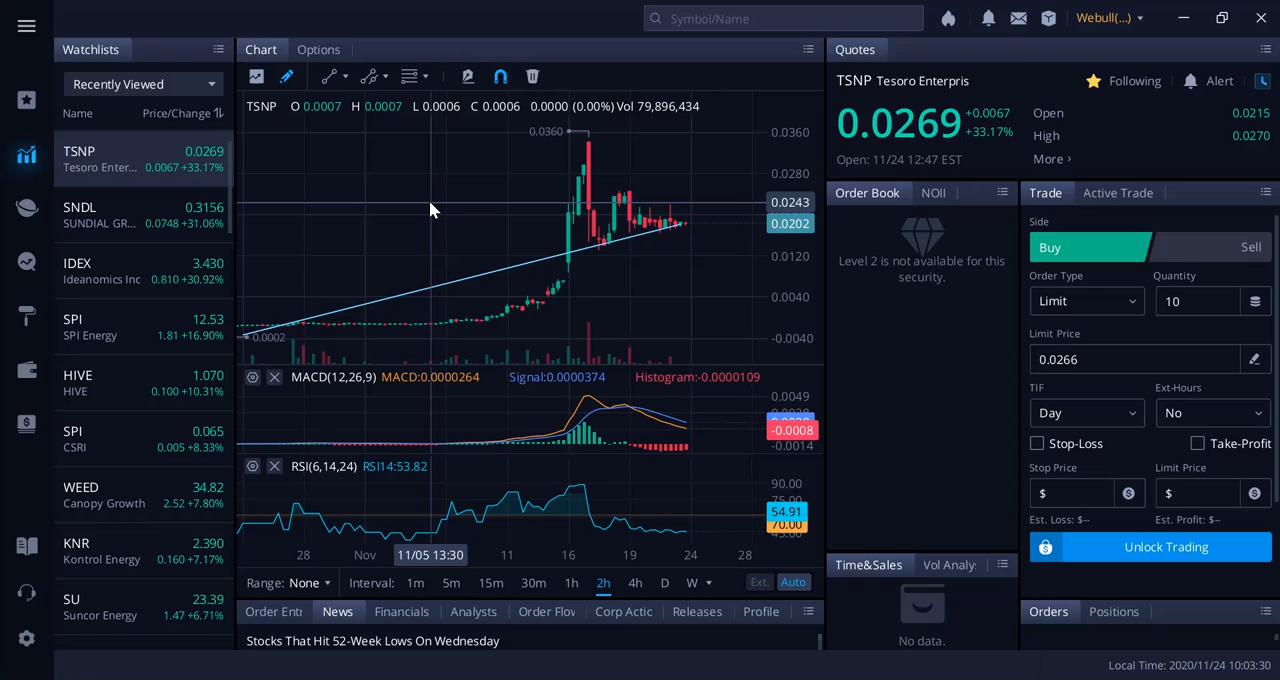 Symbol/Name
Webull(...)
Watchlists
Recently Viewed
Name Price/Change
TSNP 0.0269
Tesoro Enter... 0.0067 +33.17%
SNDL 0.3156
SUNDIAL GR... 0.0748 +31.06%
IDEX 3.430
Ideanomics Inc 0.810 +30.92%
SPI 12.53
SPI Energy 1.81 +16.90%
HIVE 1.070
HIVE 0.100 +10.31%
SPI 0.065
CSRI 0.005 +8.33%
WEED 34.82
Canopy Growth 2.52 +7.80%
KNR 2.390
Kontrol Energy 0.160 +7.17%
SU 23.39
Suncor Energy 1.47 +6.71%
Chart Options
TSNP O 0.0007 H 0.0007 L 0.0006 C 0.0006 0.0000 (0.00%) Vol 79,896,434
0.0360
0.0360
0.0280
0.0243
0.0202
0.0120
0.0040
-0.0040
0.0002
MACD(12,26,9) MACD:0.0000264 Signal:0.0000374 Histogram:-0.0000109
0.0049
-0.0008
-0.0014
RSI(6,14,24) RSI14:53.82
90.00
75.00
54.91
70.00
28 Nov 11/05 13:30 11 16 19 24 28
Range: None Interval: 1m 5m 15m 30m 1h 2h 4h D W Ext. Auto
Order Entr News Financials Analysts Order Flov Corp Actic Releases Profile
Stocks That Hit 52-Week Lows On Wednesday
Quotes
TSNP Tesoro Enterpris Following Alert
0.0269 +0.0067
+33.17%
Open 0.0215
High 0.0270
More
Open: 11/24 12:47 EST
Order Book NOII
Level 2 is not available for this
security.
Time&Sales Vol Analy:
No data.
Trade Active Trade
Side
Buy Sell
Order Type Quantity
Limit 10
Limit Price
0.0266
TIF Ext-Hours
Day No
Stop-Loss Take-Profit
Stop Price Limit Price
$ $
Est. Loss: $-- Est. Profit: $--
Unlock Trading
Orders Positions
Local Time: 2020/11/24 10:03:30